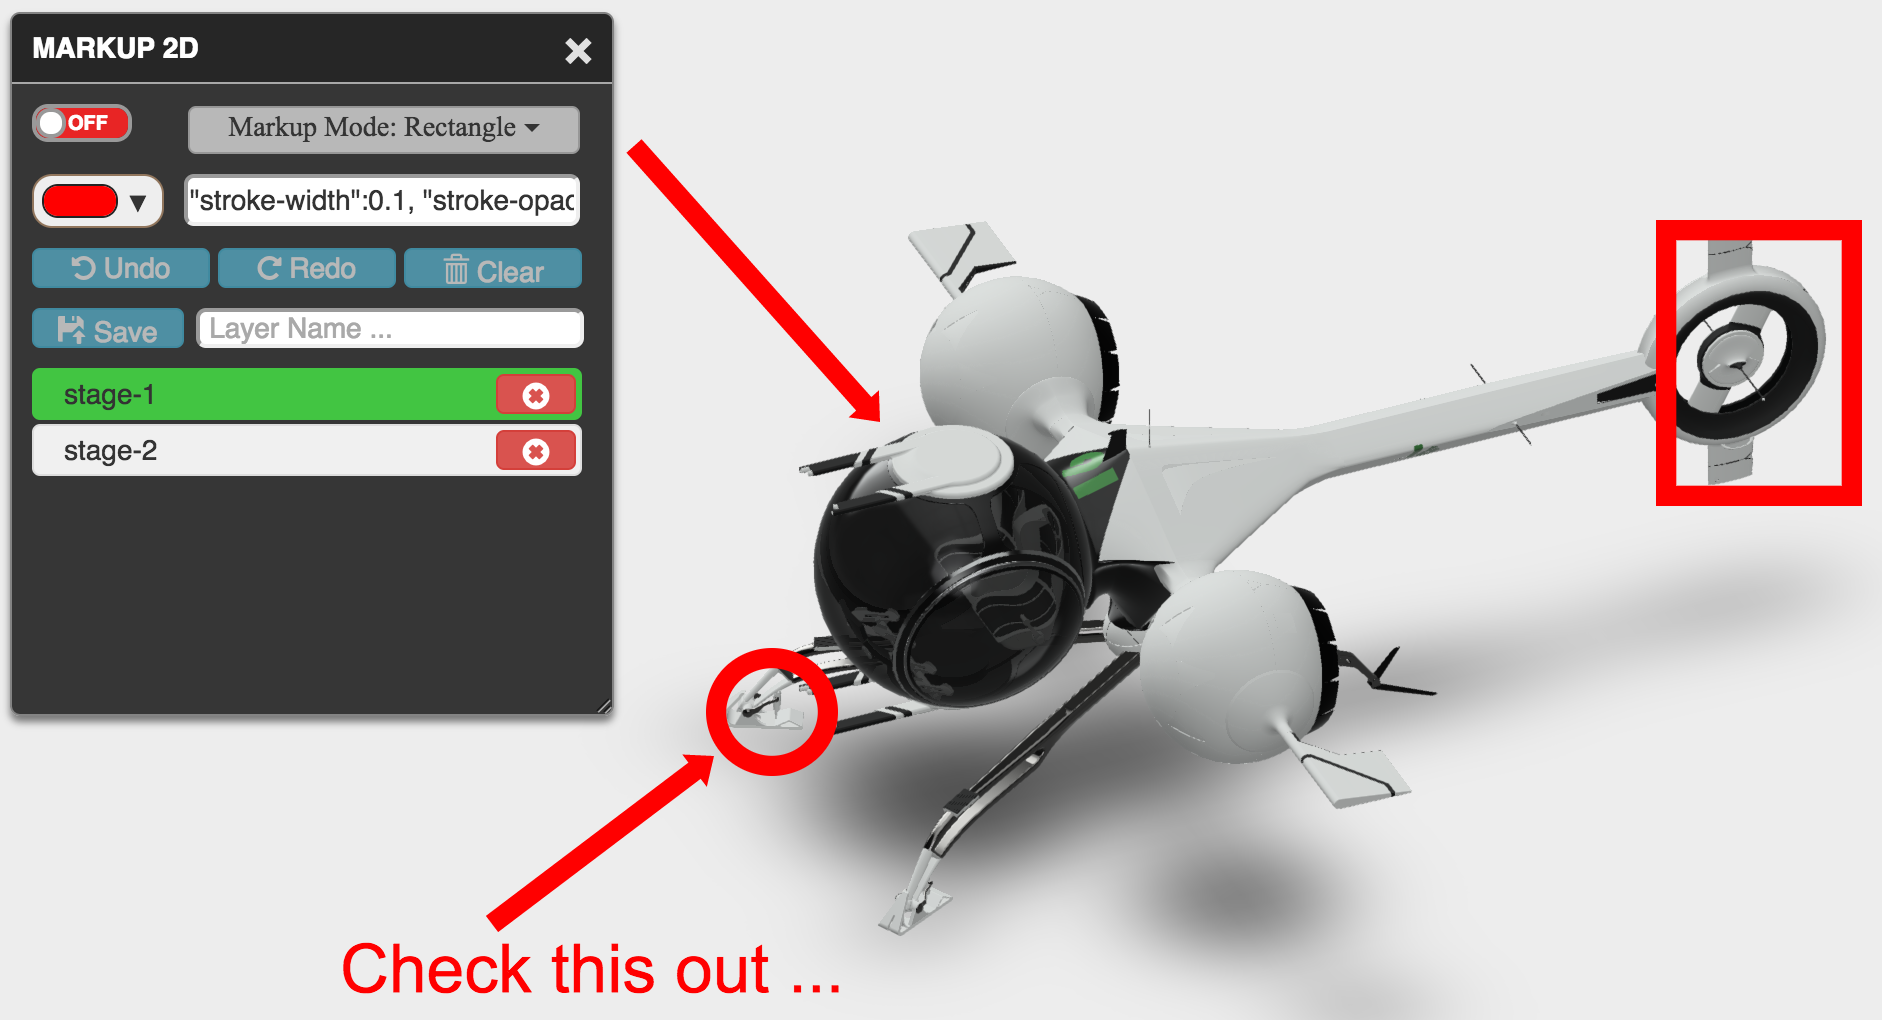 MARKUP 2D
OFF
Markup Mode: Rectangle
"stroke-width":0.1, "stroke-opac
Undo
Redo
Clear
Save
Layer Name ...
stage-1
stage-2
Check this out ...